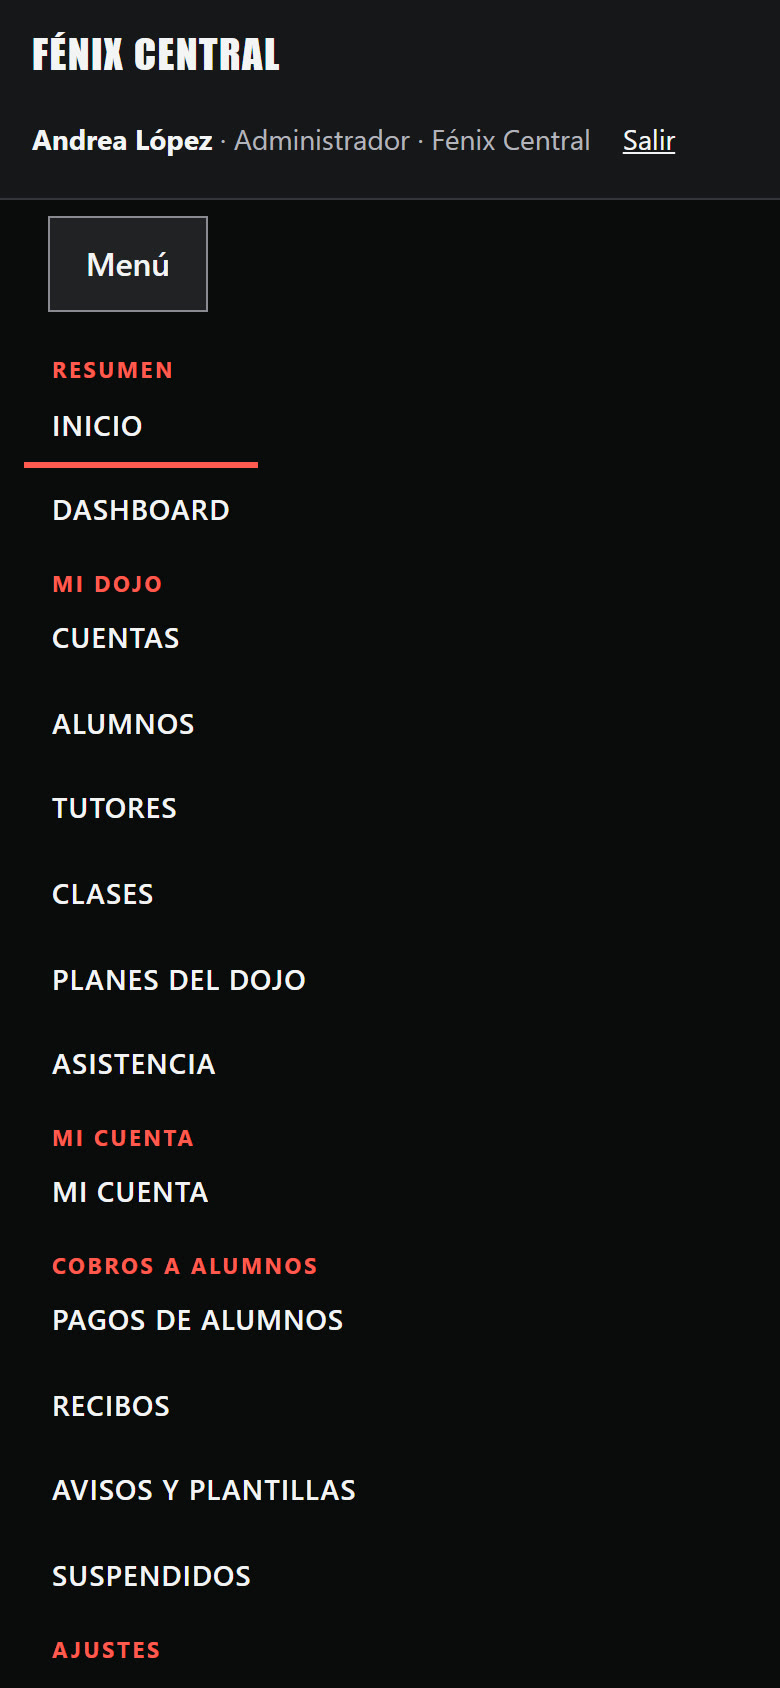 FÉNIX CENTRAL
Andrea López · Administrador · Fénix Central Salir
Menú
RESUMEN
INICIO
DASHBOARD
MI DOJO
CUENTAS
ALUMNOS
TUTORES
CLASES
PLANES DEL DOJO
ASISTENCIA
MI CUENTA
MI CUENTA
COBROS A ALUMNOS
PAGOS DE ALUMNOS
RECIBOS
AVISOS Y PLANTILLAS
SUSPENDIDOS
AJUSTES